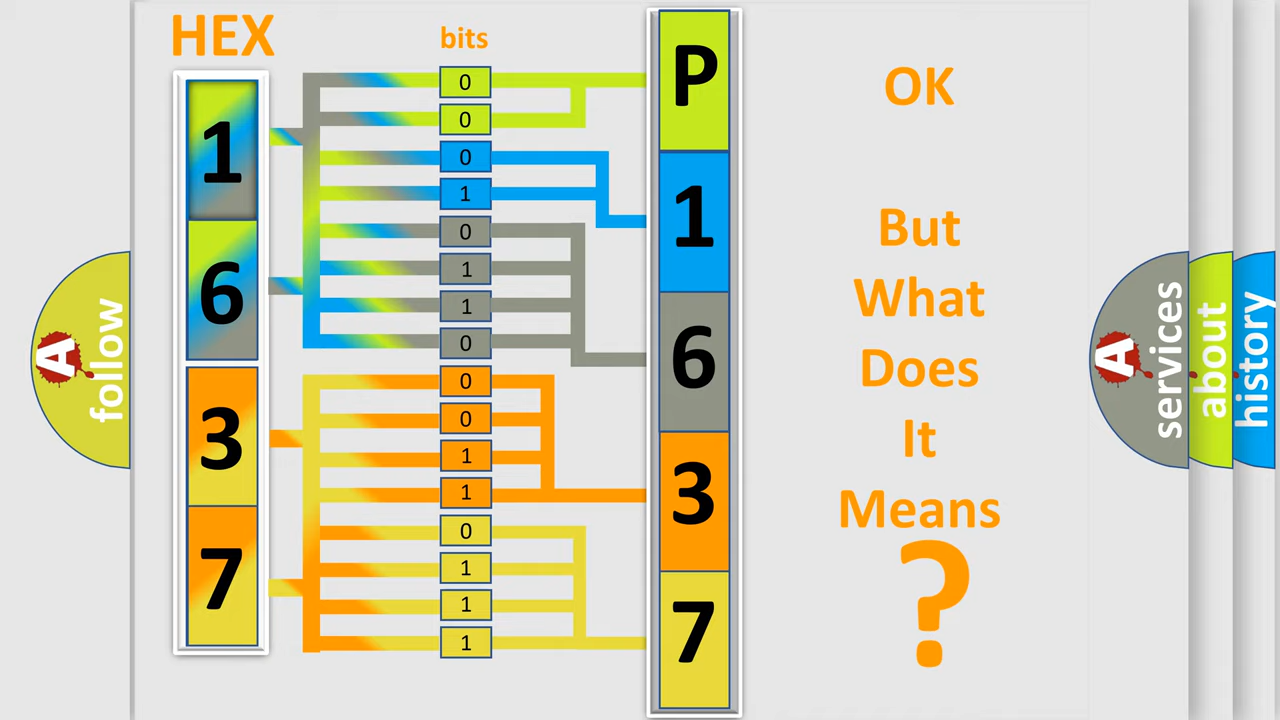 HEX
bits
1
6
3
7
0
0
0
1
0
1
1
0
0
0
1
1
0
1
1
1
P
1
6
3
7
OK
But
What
Does
It
Means
?
A
follow
A
services
about
history